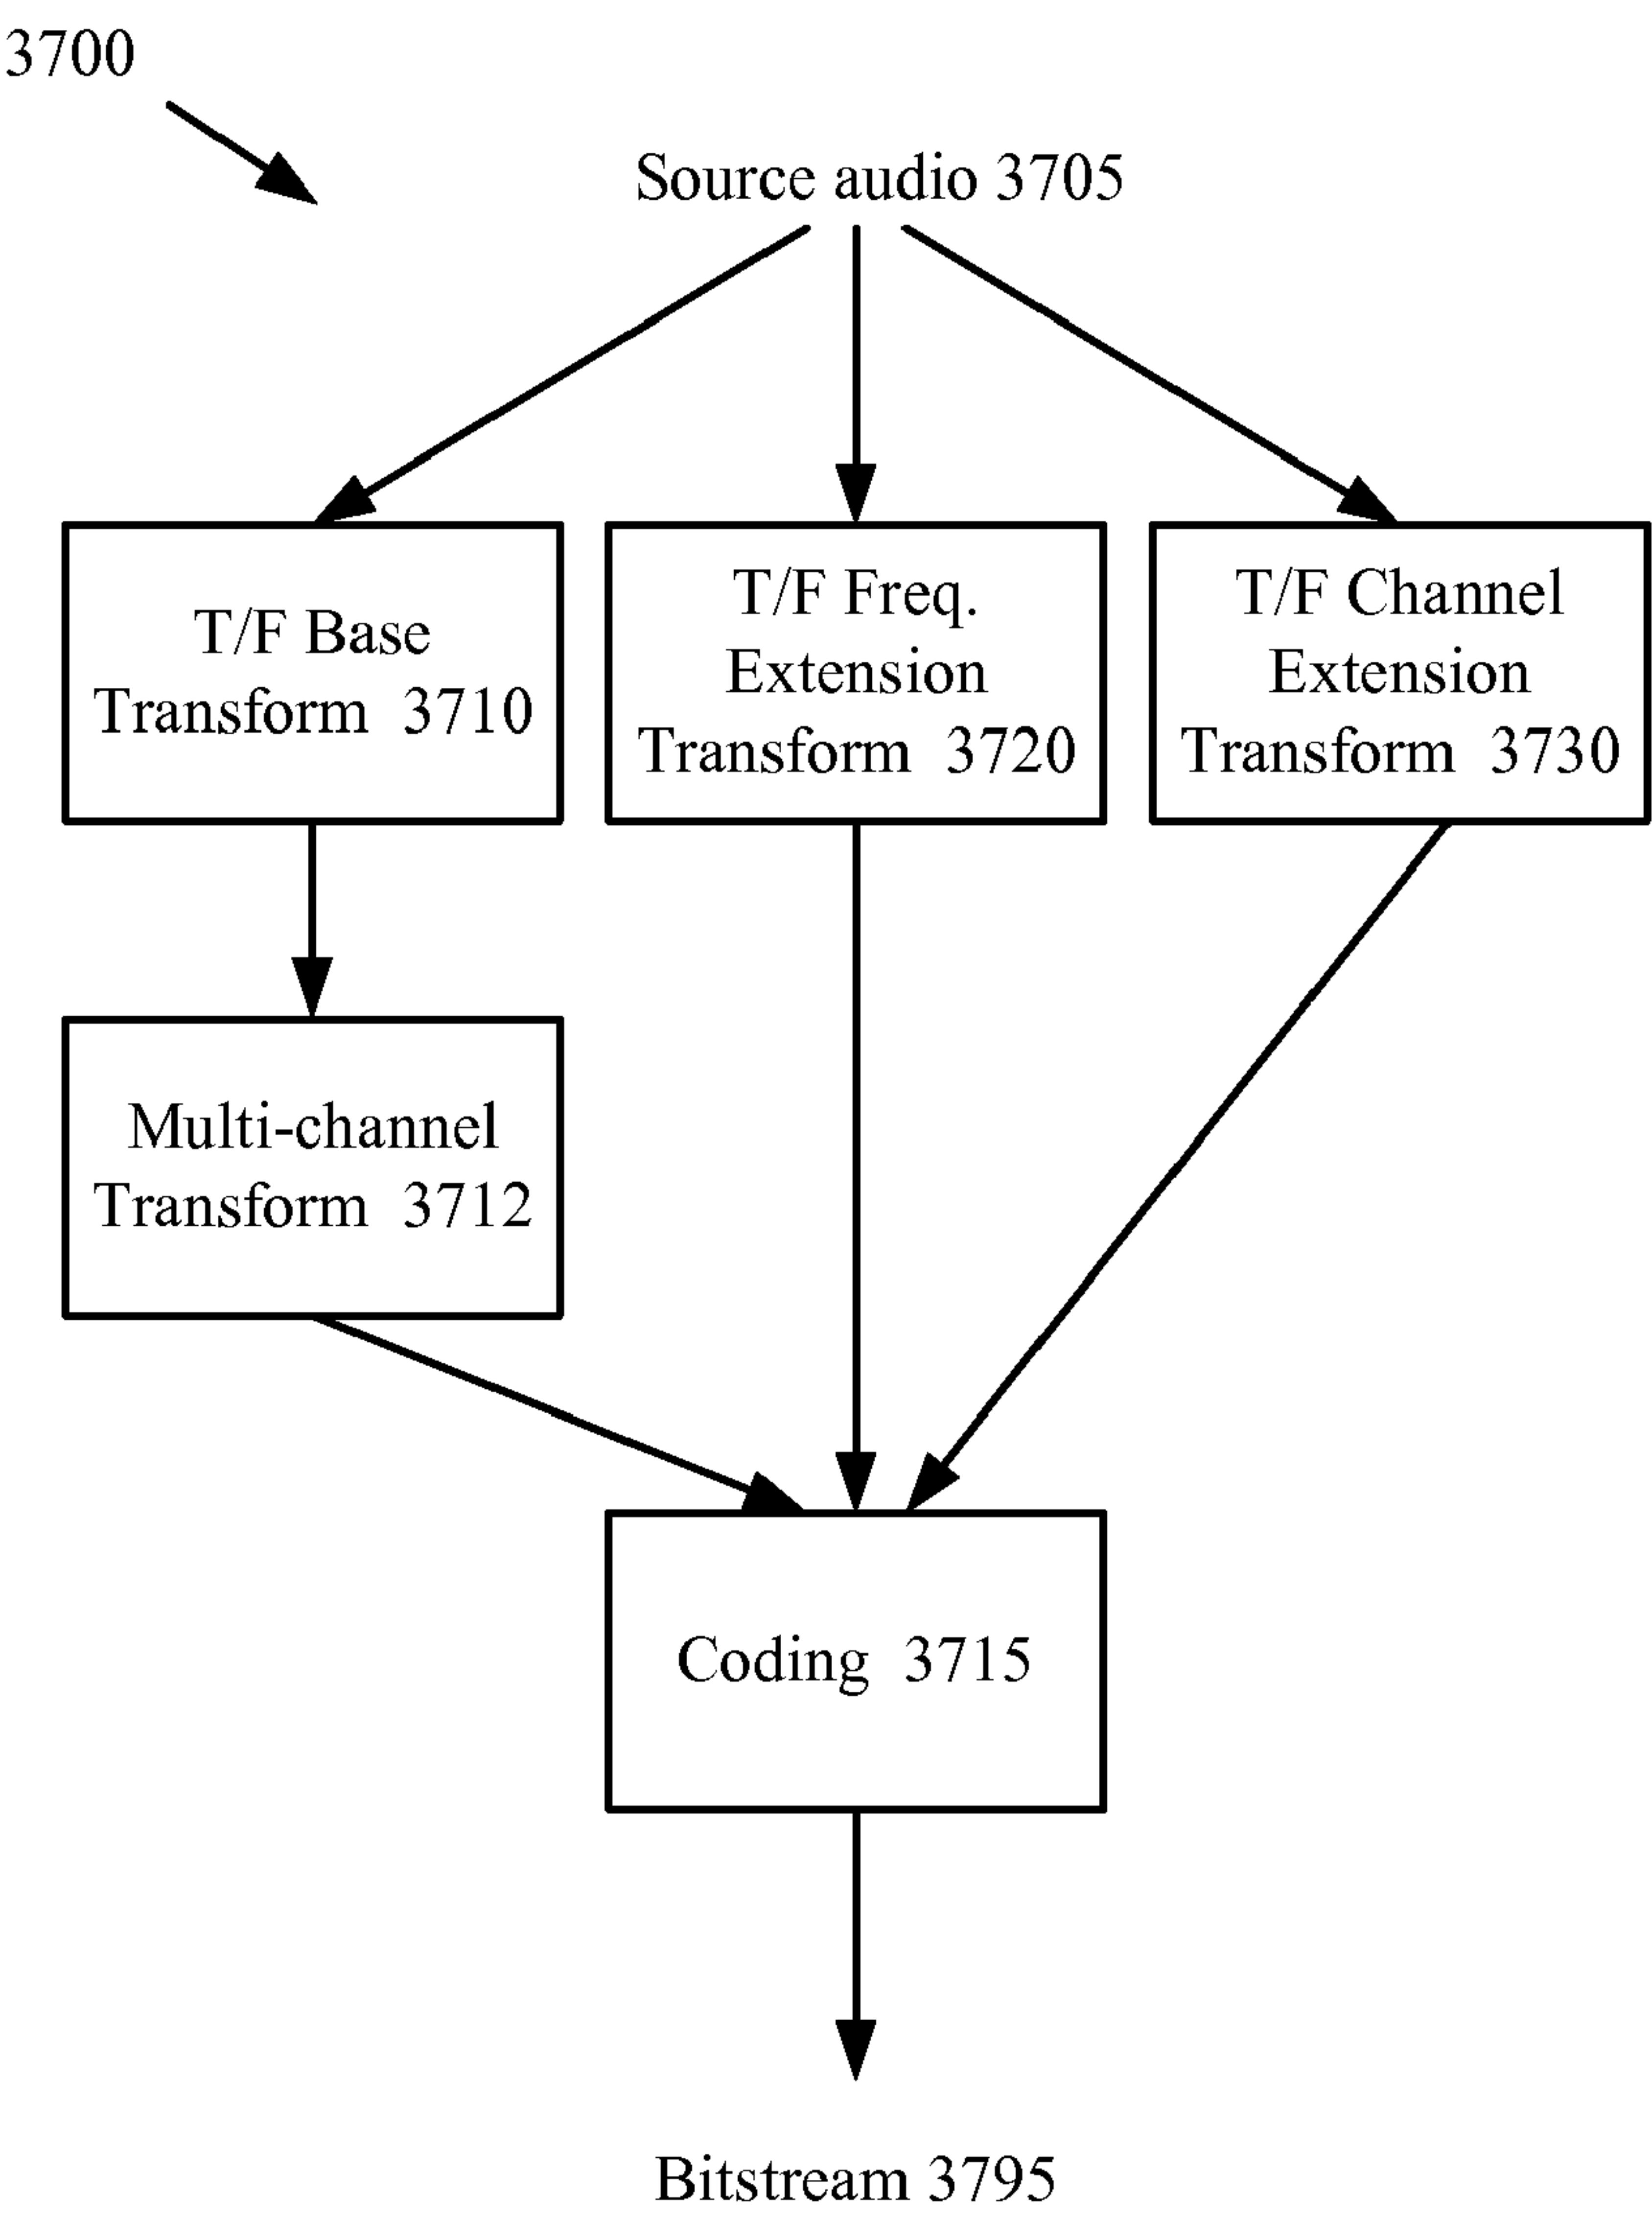 3700
Source audio 3705
T/F Base
Transform 3710
T/F Freq.
Extension
Transform 3720
T/F Channel
Extension
Transform 3730
Multi-channel
Transform 3712
Coding 3715
Bitstream 3795